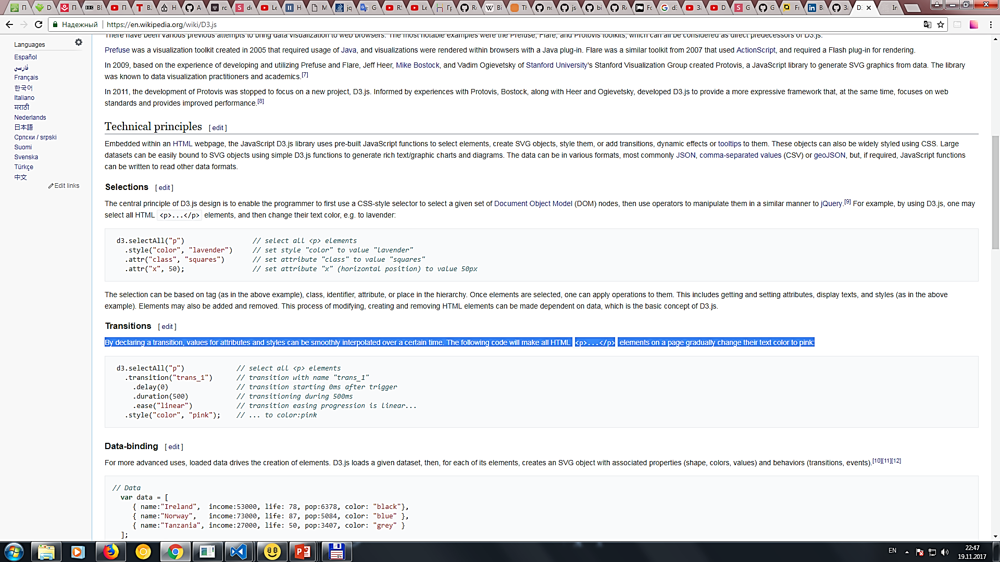 Надежный
https://en.wikipedia.org/wiki/D3.js
Languages
Español
فارسی
Français
한국어
Italiano
मराठी
Nederlands
日本語
Српски / srpski
Suomi
Svenska
Türkçe
中文
Edit links
There have been various previous attempts to bring data visualization to web browsers. The most notable examples were the Prefuse, Flare, and Protovis toolkits, which can all be considered as direct predecessors of D3.js.
Prefuse was a visualization toolkit created in 2005 that required usage of Java, and visualizations were rendered within browsers with a Java plug-in. Flare was a similar toolkit from 2007 that used ActionScript, and required a Flash plug-in for rendering.
In 2009, based on the experience of developing and utilizing Prefuse and Flare, Jeff Heer, Mike Bostock, and Vadim Ogievetsky of Stanford University's Stanford Visualization Group created Protovis, a JavaScript library to generate SVG graphics from data. The library
was known to data visualization practitioners and academics.[7]
In 2011, the development of Protovis was stopped to focus on a new project, D3.js. Informed by experiences with Protovis, Bostock, along with Heer and Ogievetsky, developed D3.js to provide a more expressive framework that, at the same time, focuses on web
standards and provides improved performance.[8]
Technical principles [ edit ]
Embedded within an HTML webpage, the JavaScript D3.js library uses pre-built JavaScript functions to select elements, create SVG objects, style them, or add transitions, dynamic effects or tooltips to them. These objects can also be widely styled using CSS. Large
datasets can be easily bound to SVG objects using simple D3.js functions to generate rich text/graphic charts and diagrams. The data can be in various formats, most commonly JSON, comma-separated values (CSV) or geoJSON, but, if required, JavaScript functions
can be written to read other data formats.
Selections [ edit ]
The central principle of D3.js design is to enable the programmer to first use a CSS-style selector to select a given set of Document Object Model (DOM) nodes, then use operators to manipulate them in a similar manner to jQuery.[9] For example, by using D3.js, one may
select all HTML <p>...</p> elements, and then change their text color, e.g. to lavender:
d3.selectAll("p") // select all <p> elements
.style("color", "lavender") // set style "color" to value "lavender"
.attr("class", "squares") // set attribute "class" to value "squares"
.attr("x", 50); // set attribute "x" (horizontal position) to value 50px
The selection can be based on tag (as in the above example), class, identifier, attribute, or place in the hierarchy. Once elements are selected, one can apply operations to them. This includes getting and setting attributes, display texts, and styles (as in the above
example). Elements may also be added and removed. This process of modifying, creating and removing HTML elements can be made dependent on data, which is the basic concept of D3.js.
Transitions [ edit ]
By declaring a transition, values for attributes and styles can be smoothly interpolated over a certain time. The following code will make all HTML <p>...</p> elements on a page gradually change their text color to pink:
d3.selectAll("p") // select all <p> elements
.transition("trans_1") // transition with name "trans_1"
.delay(0) // transition starting 0ms after trigger
.duration(500) // transitioning during 500ms
.ease("linear") // transition easing progression is linear...
.style("color", "pink"); // ... to color:pink
Data-binding [ edit ]
For more advanced uses, loaded data drives the creation of elements. D3.js loads a given dataset, then, for each of its elements, creates an SVG object with associated properties (shape, colors, values) and behaviors (transitions, events).[10][11][12]
// Data
var data = [
{ name:"Ireland", income:53000, life: 78, pop:6378, color: "black"},
{ name:"Norway", income:73000, life: 87, pop:5084, color: "blue" },
{ name:"Tanzania", income:27000, life: 50, pop:3407, color: "grey" }
];
EN
22:47
19.11.2017